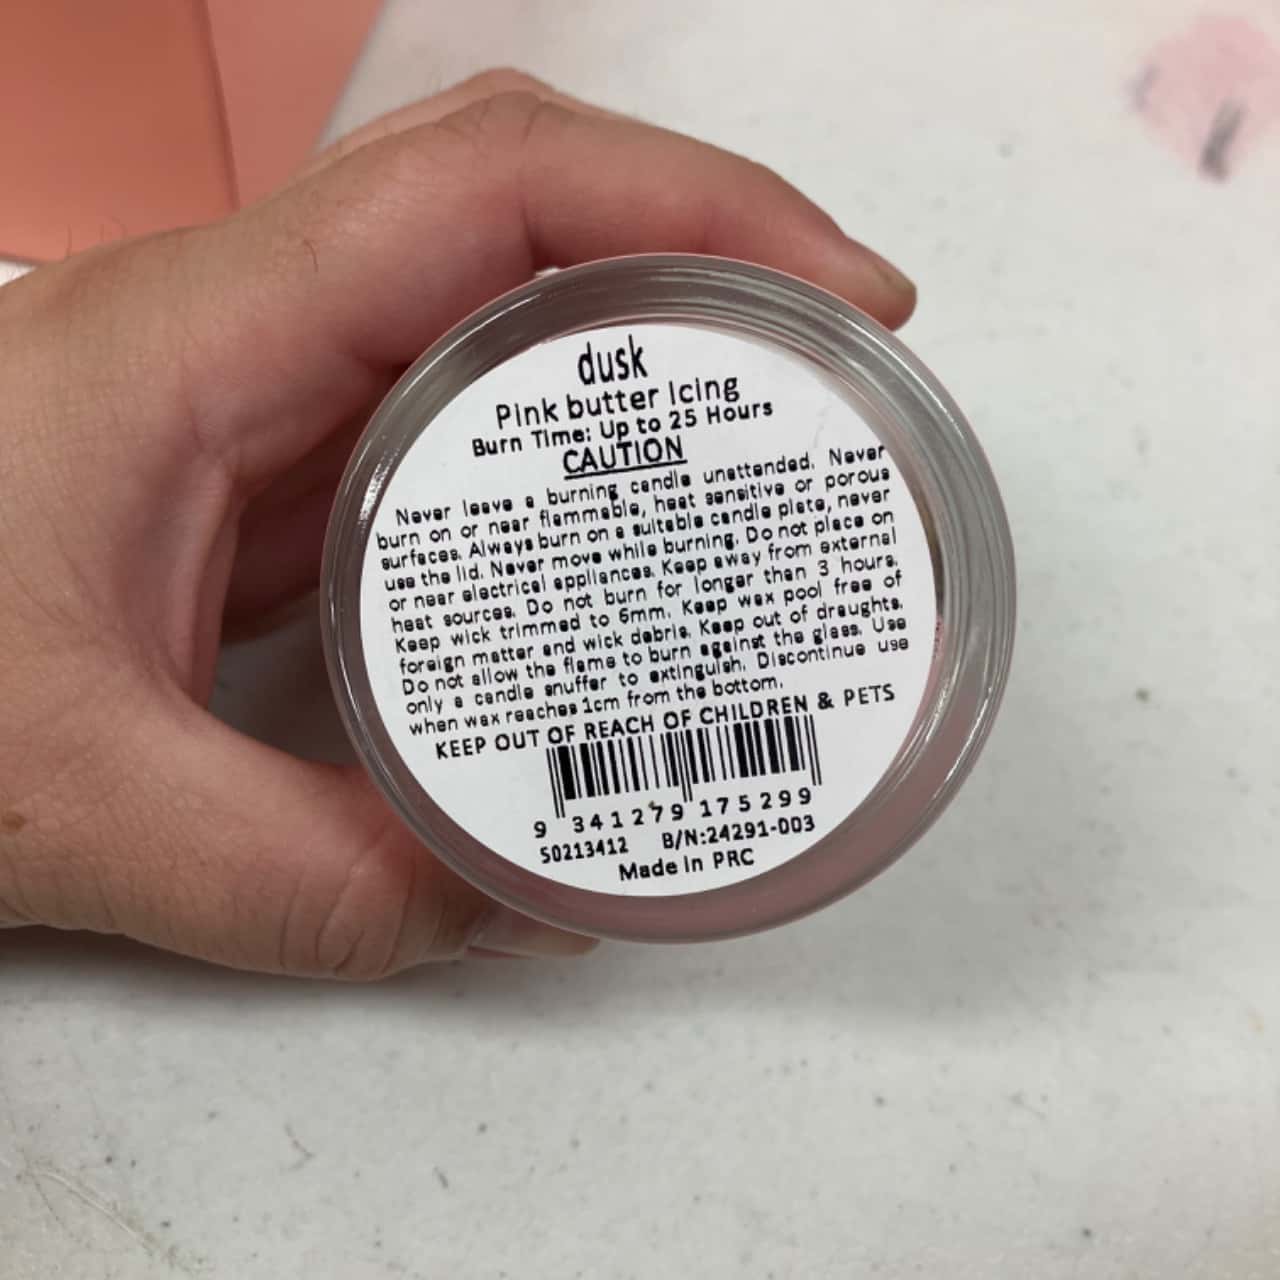 dusk
Pink butter icing
Burn Time: Up to 25 Hours
CAUTION
Never leave a burning candle unattended. Never
burn on or near flammable, heat sensitive or porous
surfaces. Always burn on a suitable candle plate, never
use the lid. Never move while burning. Do not place on
or near electrical appliances. Keep away from external
heat sources. Do not burn for longer than 3 hours.
Keep wick trimmed to 6mm. Keep wax pool free of
foreign matter and wick debris. Keep out of draughts.
Do not allow the flame to burn against the glass. Use
only a candle snuffer to extinguish. Discontinue use
when wax reaches 1cm from the bottom.
KEEP OUT OF REACH OF CHILDREN & PETS
9 341279 175299
50213412 B/N:24291-003
Made in PRC